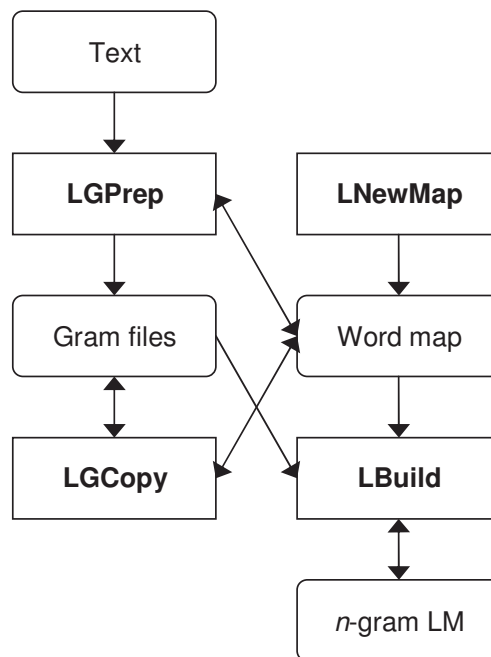 Text
LGPrep
LNewMap
Gram files
Word map
LGCopy
LBuild
n-gram LM